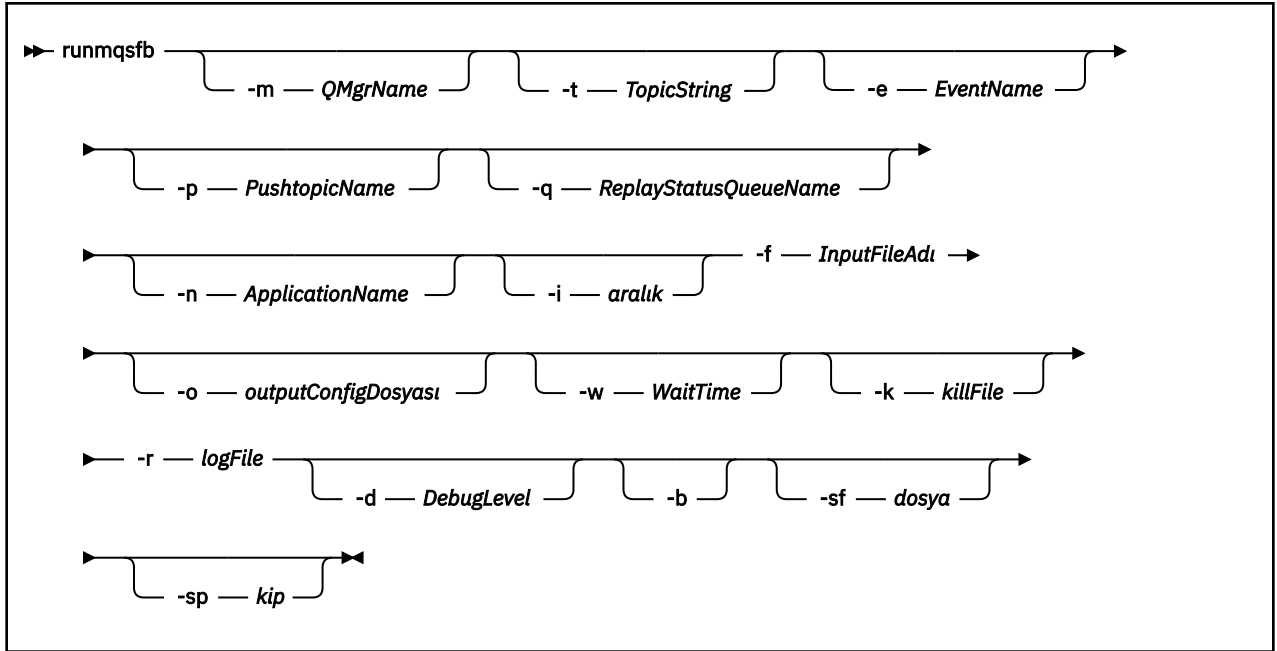 runmqsfb
-m QMgrName -t TopicString -e EventName
-p PushtopicName -q ReplayStatusQueueName
-f InputFileAdı
-n ApplicationName -i aralık
-o outputConfigDosyası -w WaitTime -k killFile
-r logFile
-d DebugLevel -b -sf dosya
-sp kip